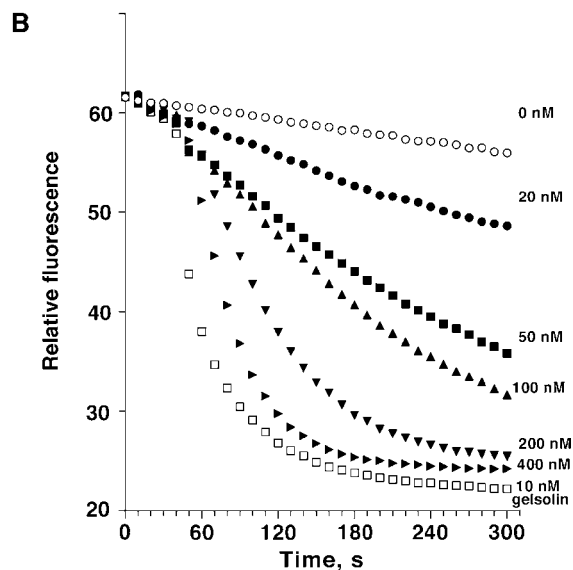 B
Relative fluorescence
60
50
40
30
20
0 nM
20 nM
50 nM
100 nM
200 nM
400 nM
10 nM
gelsolin
0 60 120 180 240 300
Time, s